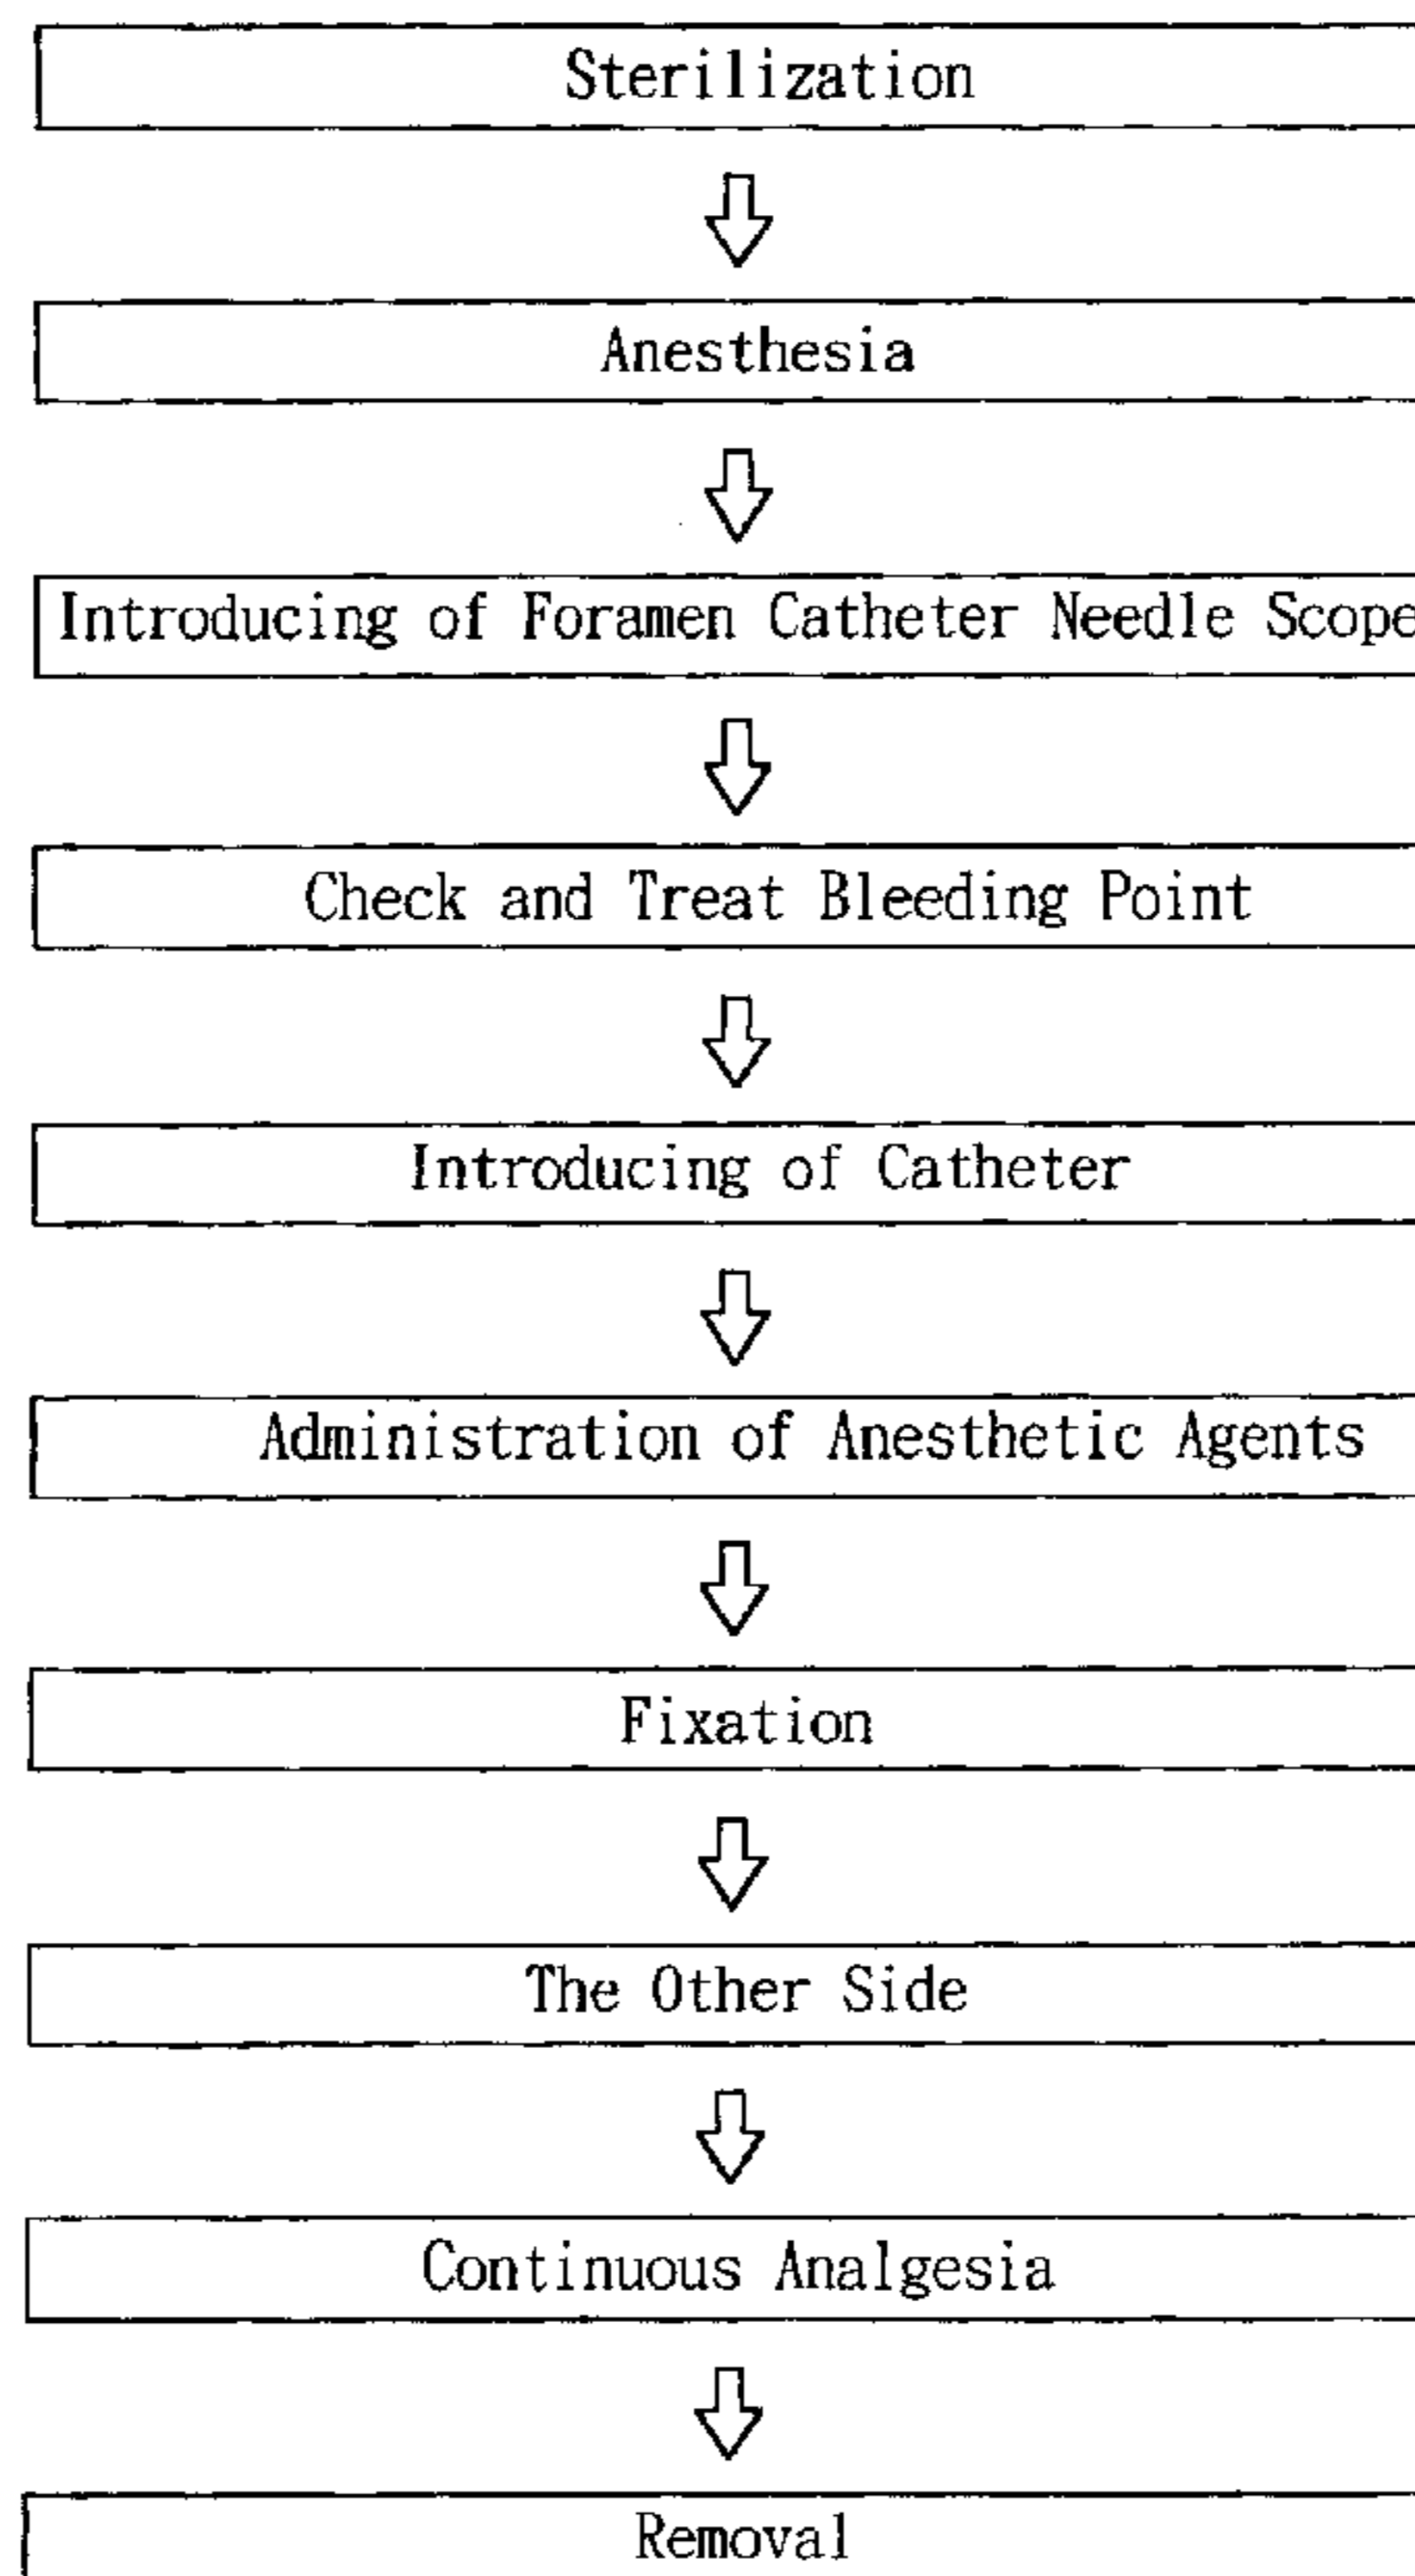 Sterilization
Anesthesia
Introducing of Foramen Catheter Needle Scope
Check and Treat Bleeding Point
Introducing of Catheter
Administration of Anesthetic Agents
Fixation
The Other Side
Continuous Analgesia
Removal